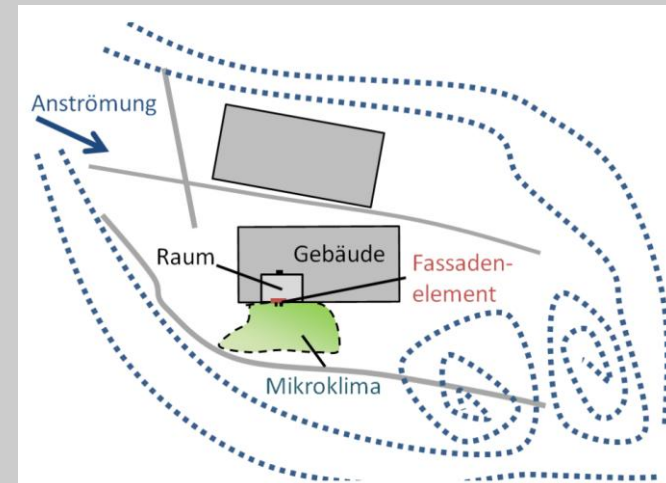 Anströmung
Raum
Gebäude
Fassaden-
element
Mikroklima